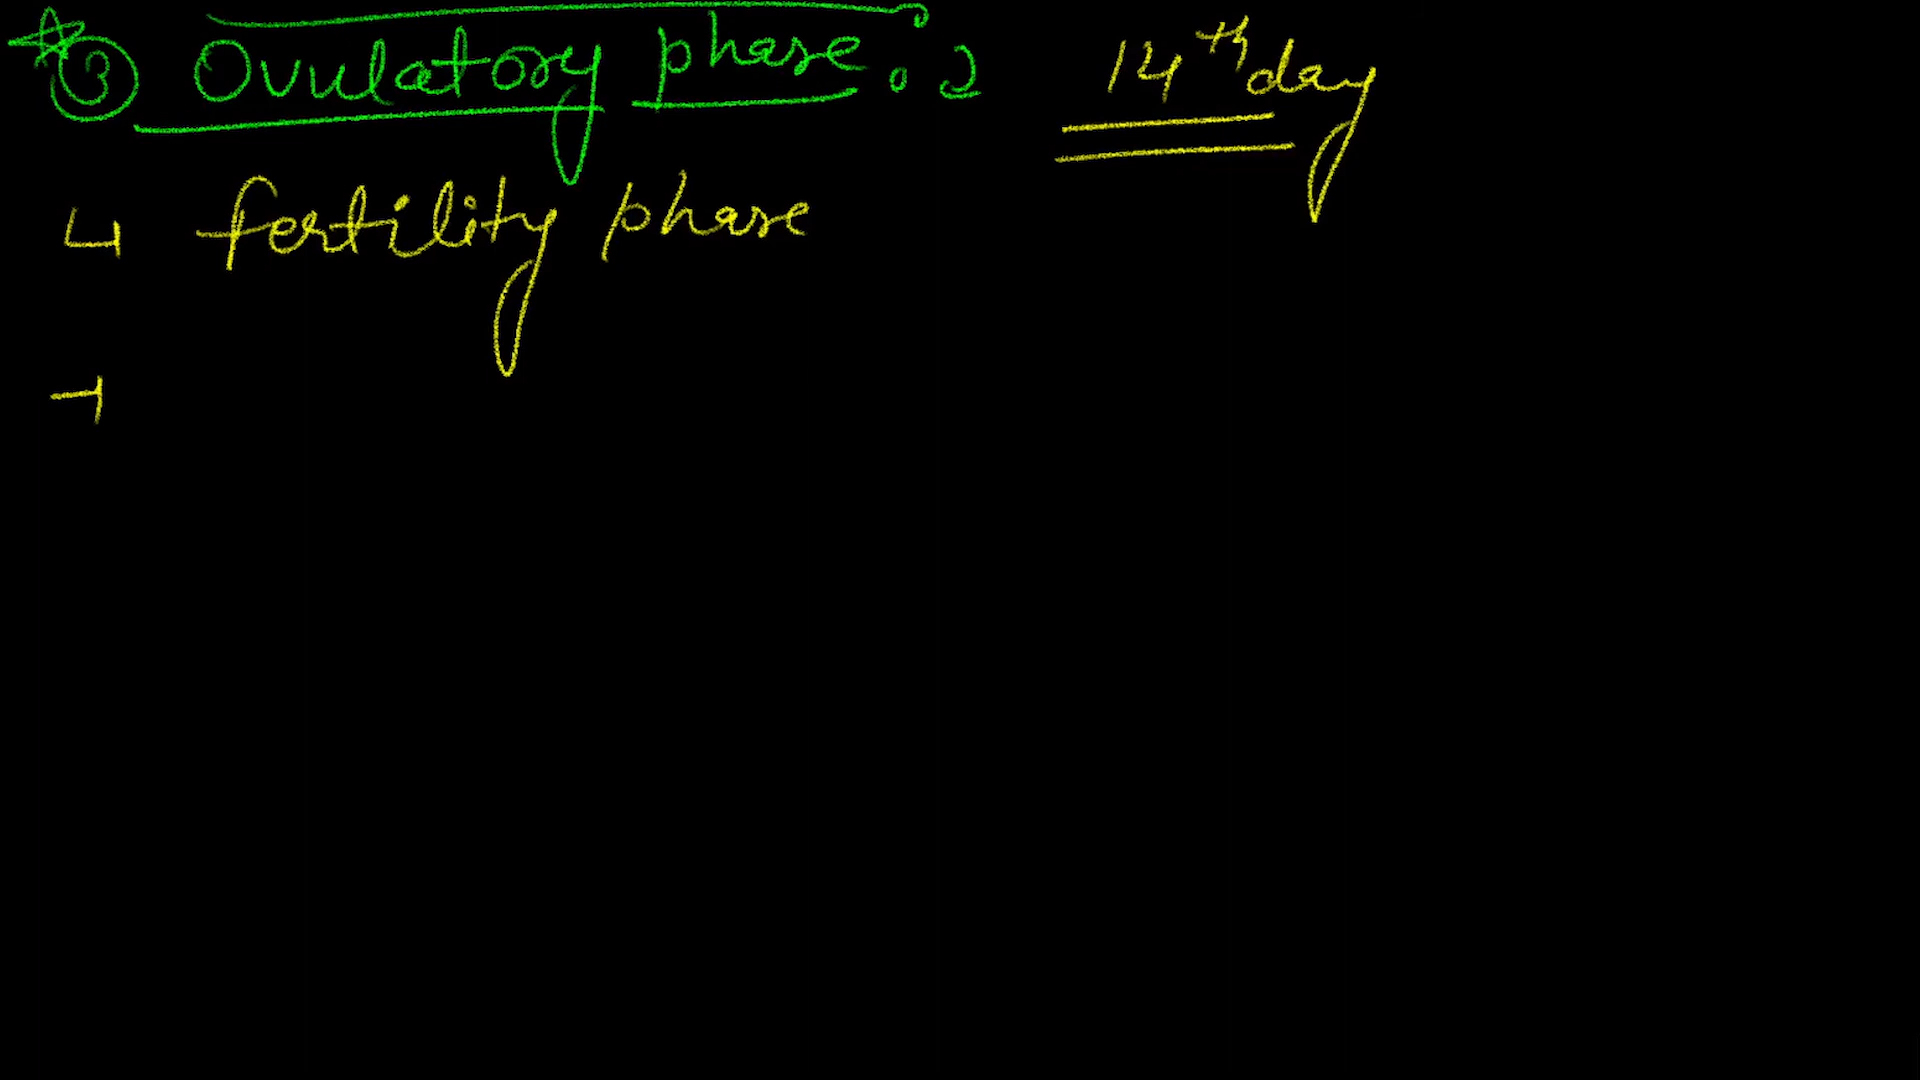 ③ Ovulatory phase : 14th day
↳ fertility phase